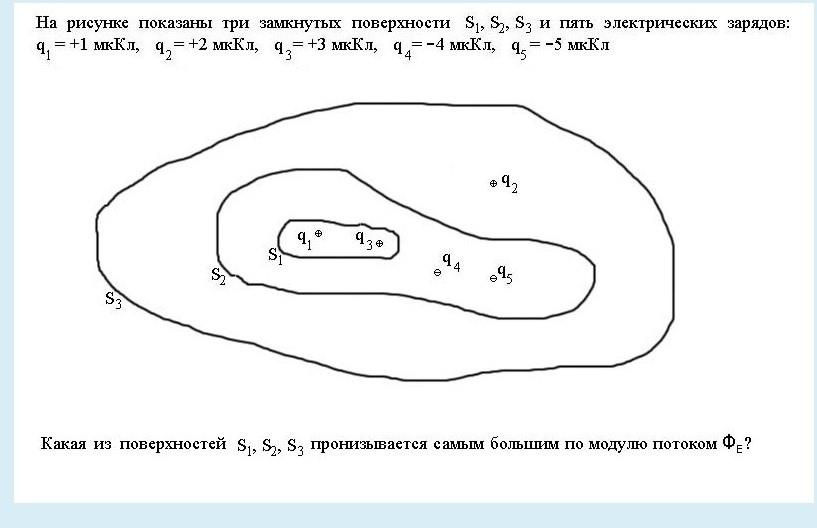 На рисунке показаны три замкнутых поверхности S₁, S₂, S₃ и пять электрических зарядов:
q₁ = +1 мкКл, q₂ = +2 мкКл, q₃ = +3 мкКл, q₄ = −4 мкКл, q₅ = −5 мкКл
⊕ q₂
q₁ ⊕ q₃ ⊕
S₁
q₄
⊖
⊖ q₅
S₂
S₃
Какая из поверхностей S₁, S₂, S₃ пронизывается самым большим по модулю потоком Ф_E?